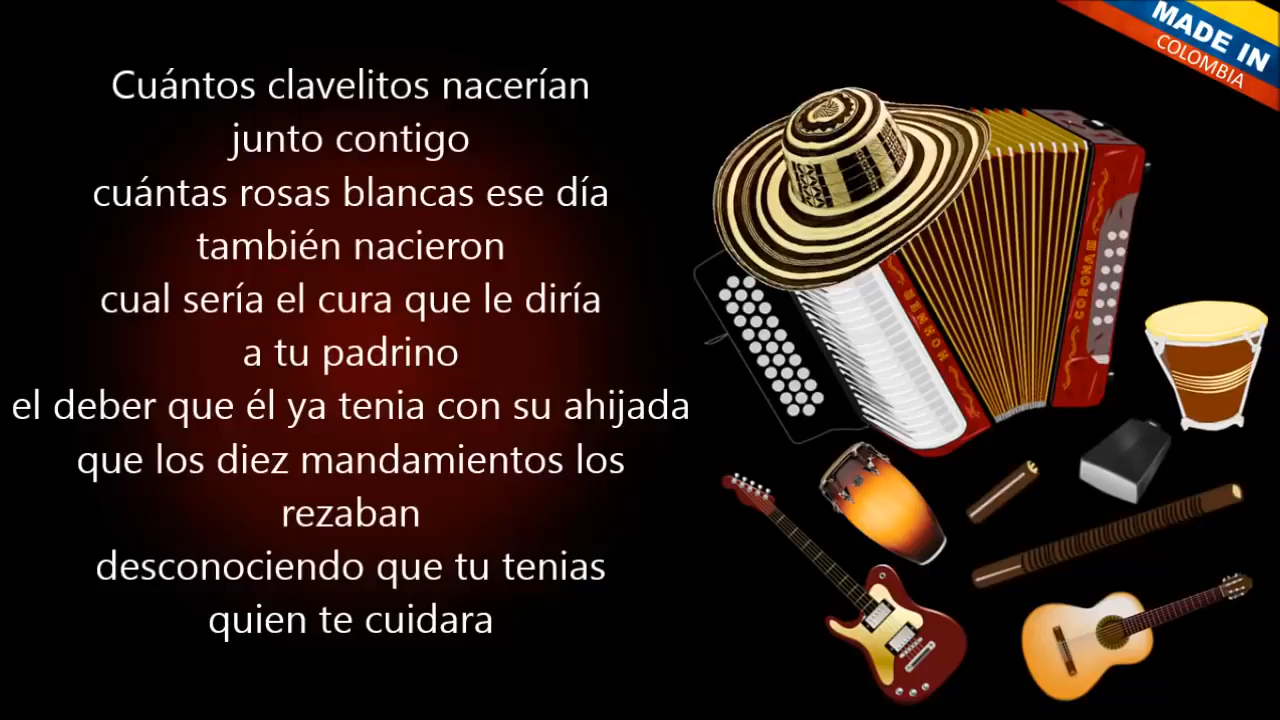 MADE IN
COLOMBIA
Cuántos clavelitos nacerían
junto contigo
cuántas rosas blancas ese día
también nacieron
cual sería el cura que le diría
a tu padrino
el deber que él ya tenia con su ahijada
que los diez mandamientos los
rezaban
desconociendo que tu tenias
quien te cuidara
HOHNER
CORONA III